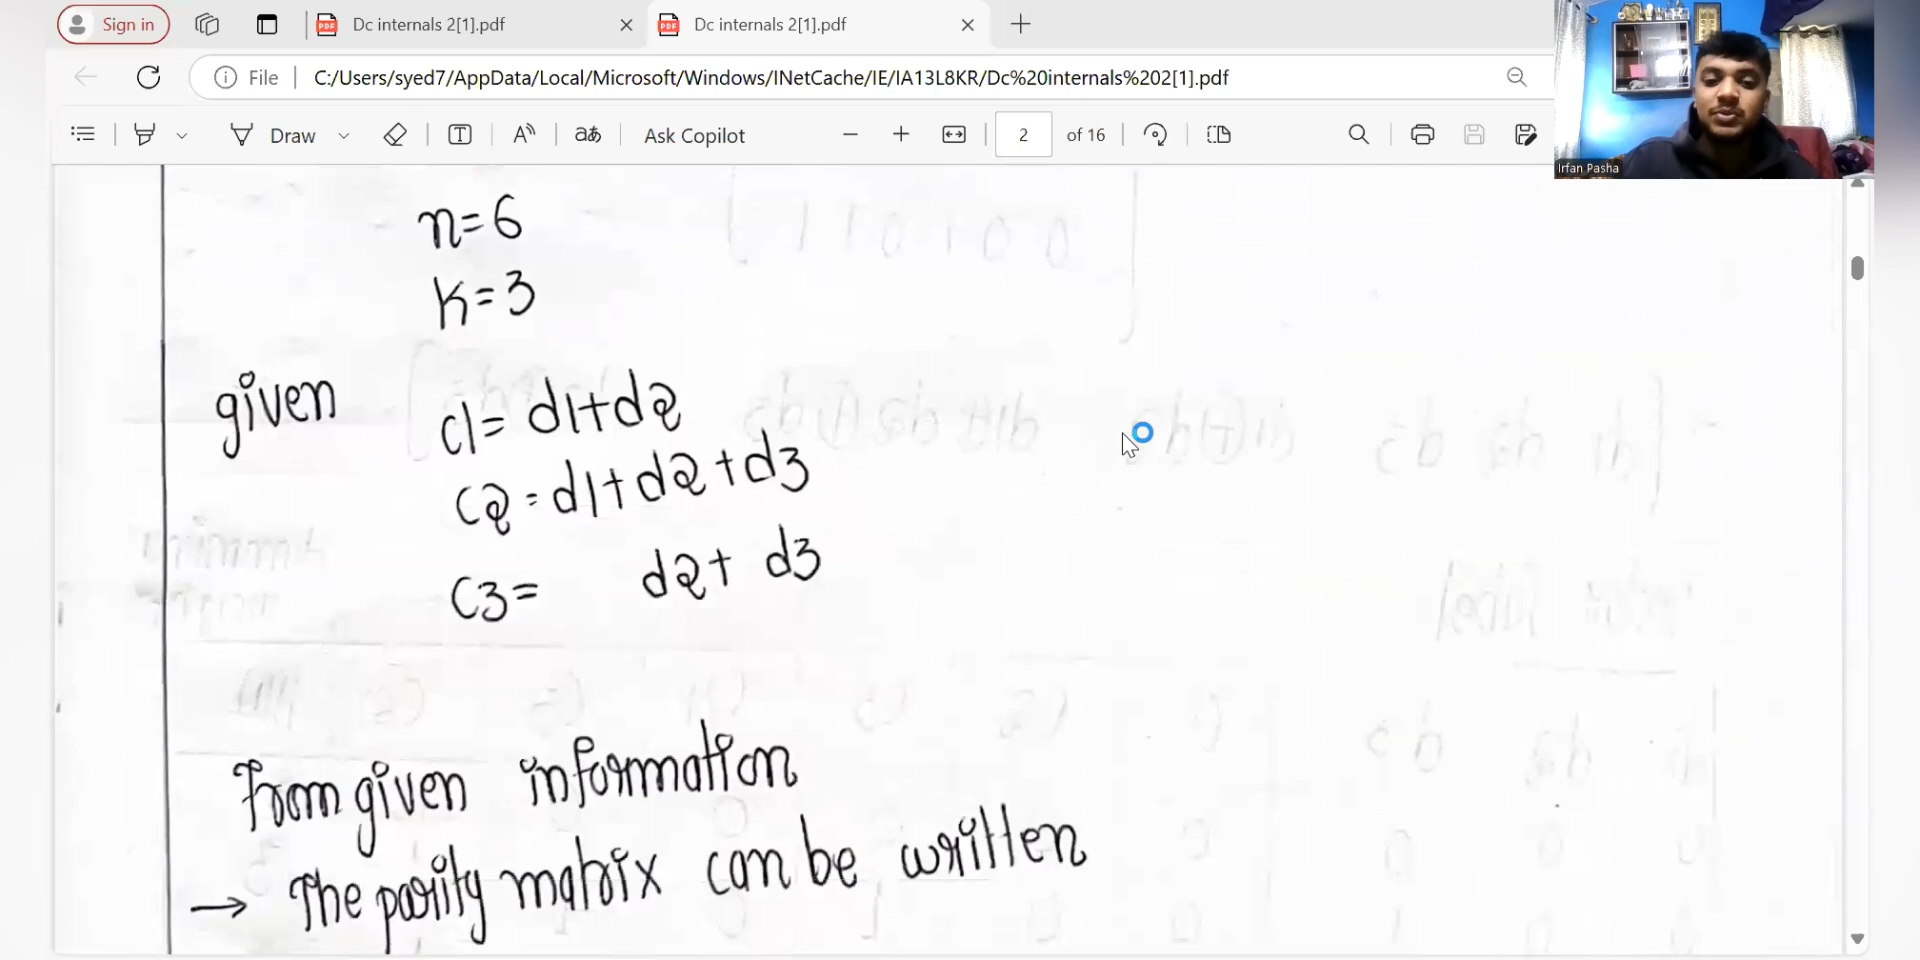 Sign in
Dc internals 2[1].pdf
Dc internals 2[1].pdf
File
C:/Users/syed7/AppData/Local/Microsoft/Windows/INetCache/IE/IA13L8KR/Dc%20internals%202[1].pdf
Draw
Ask Copilot
2 of 16
Irfan Pasha
n=6
K=3
given
c1= d1+d2
c2=d1+d2+d3
c3= d2+ d3
From given information
→ The parity matrix can be written